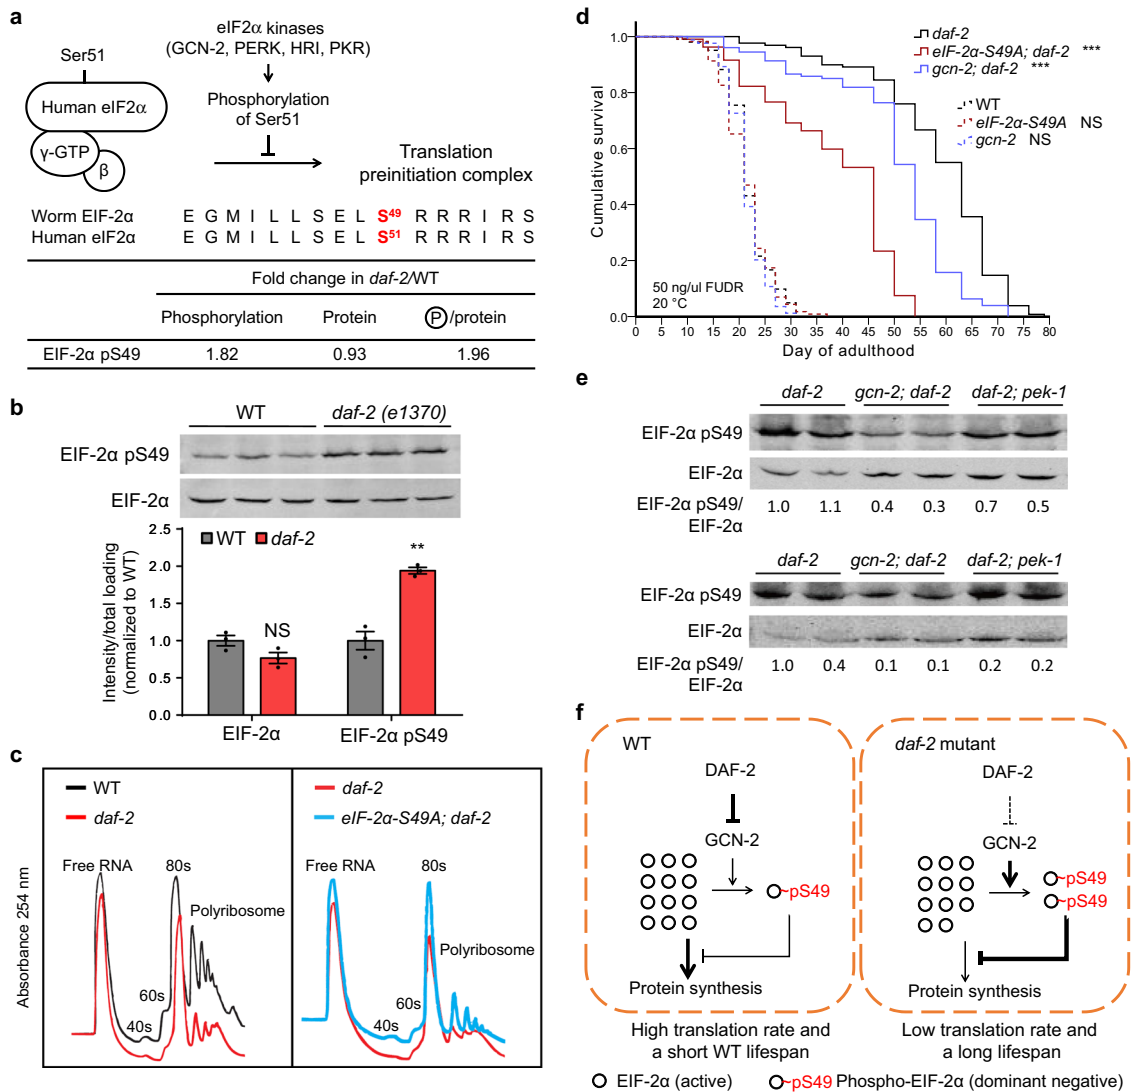 a
eIF2α kinases
(GCN-2, PERK, HRI, PKR)
Ser51
Human eIF2α
γ-GTP
β
Phosphorylation
of Ser51
Translation
preinitiation complex
Worm EIF-2α E G M I L L S E L S49 R R R I R S
Human eIF2α E G M I L L S E L S51 R R R I R S
Fold change in daf-2/WT
Phosphorylation Protein P/protein
EIF-2α pS49 1.82 0.93 1.96
b
WT daf-2 (e1370)
EIF-2α pS49
EIF-2α
Intensity/total loading
(normalized to WT)
2.5
2.0
1.5
1.0
0.5
0.0
WT daf-2
NS
**
EIF-2α EIF-2α pS49
c
Absorbance 254 nm
WT
daf-2
Free RNA
80s
Polyribosome
60s
40s
daf-2
eIF-2α-S49A; daf-2
Free RNA
80s
Polyribosome
60s
40s
d
Cumulative survival
1.0
0.8
0.6
0.4
0.2
0.0
daf-2
eIF-2α-S49A; daf-2 ***
gcn-2; daf-2 ***
WT
eIF-2α-S49A NS
gcn-2 NS
50 ng/ul FUDR
20 °C
0 5 10 15 20 25 30 35 40 45 50 55 60 65 70 75 80
Day of adulthood
e
daf-2 gcn-2; daf-2 daf-2; pek-1
EIF-2α pS49
EIF-2α
EIF-2α pS49/
EIF-2α
1.0 1.1 0.4 0.3 0.7 0.5
daf-2 gcn-2; daf-2 daf-2; pek-1
EIF-2α pS49
EIF-2α
EIF-2α pS49/
EIF-2α
1.0 0.4 0.1 0.1 0.2 0.2
f
WT
DAF-2
GCN-2
~pS49
Protein synthesis
High translation rate and
a short WT lifespan
daf-2 mutant
DAF-2
GCN-2
~pS49
~pS49
Protein synthesis
Low translation rate and
a long lifespan
EIF-2α (active) ~pS49 Phospho-EIF-2α (dominant negative)